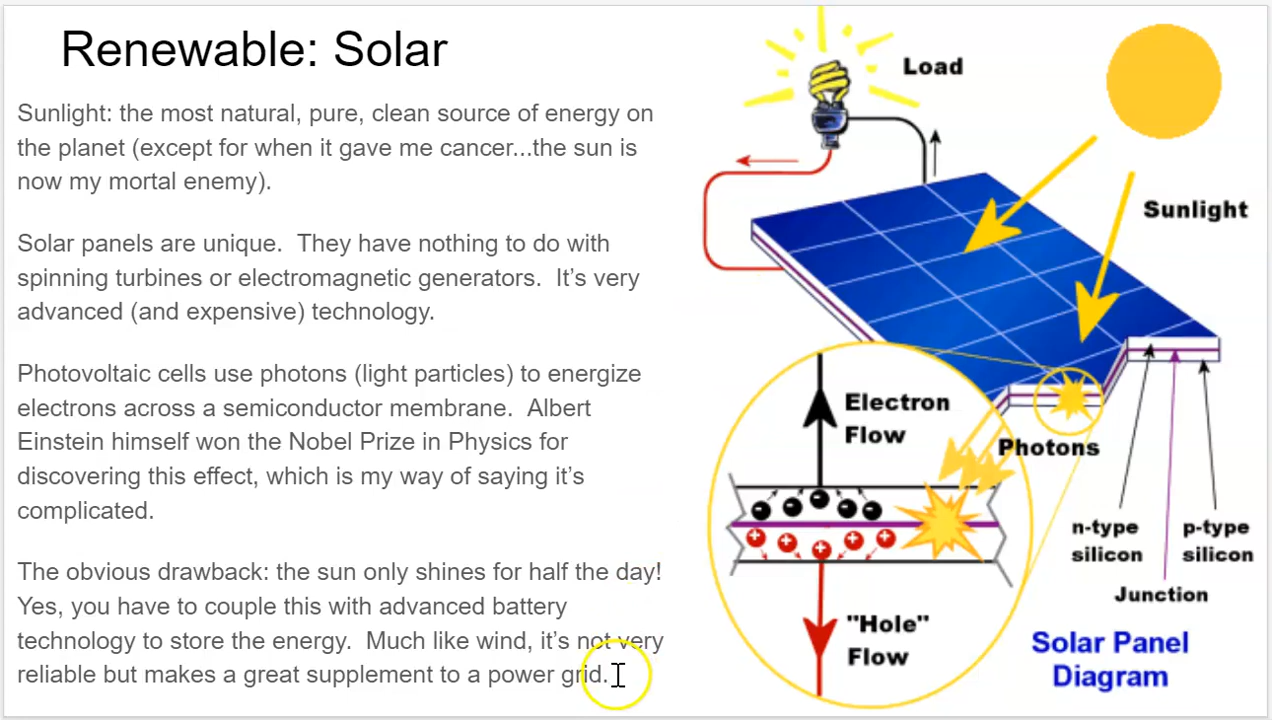 Renewable: Solar
Sunlight: the most natural, pure, clean source of energy on
the planet (except for when it gave me cancer...the sun is
now my mortal enemy).
Solar panels are unique.  They have nothing to do with
spinning turbines or electromagnetic generators.  It’s very
advanced (and expensive) technology.
Photovoltaic cells use photons (light particles) to energize
electrons across a semiconductor membrane.  Albert
Einstein himself won the Nobel Prize in Physics for
discovering this effect, which is my way of saying it’s
complicated.
The obvious drawback: the sun only shines for half the day!
Yes, you have to couple this with advanced battery
technology to store the energy.  Much like wind, it’s not very
reliable but makes a great supplement to a power grid.
Load
Sunlight
Electron
Flow
Photons
n-type
silicon
p-type
silicon
Junction
"Hole"
Flow
Solar Panel
Diagram